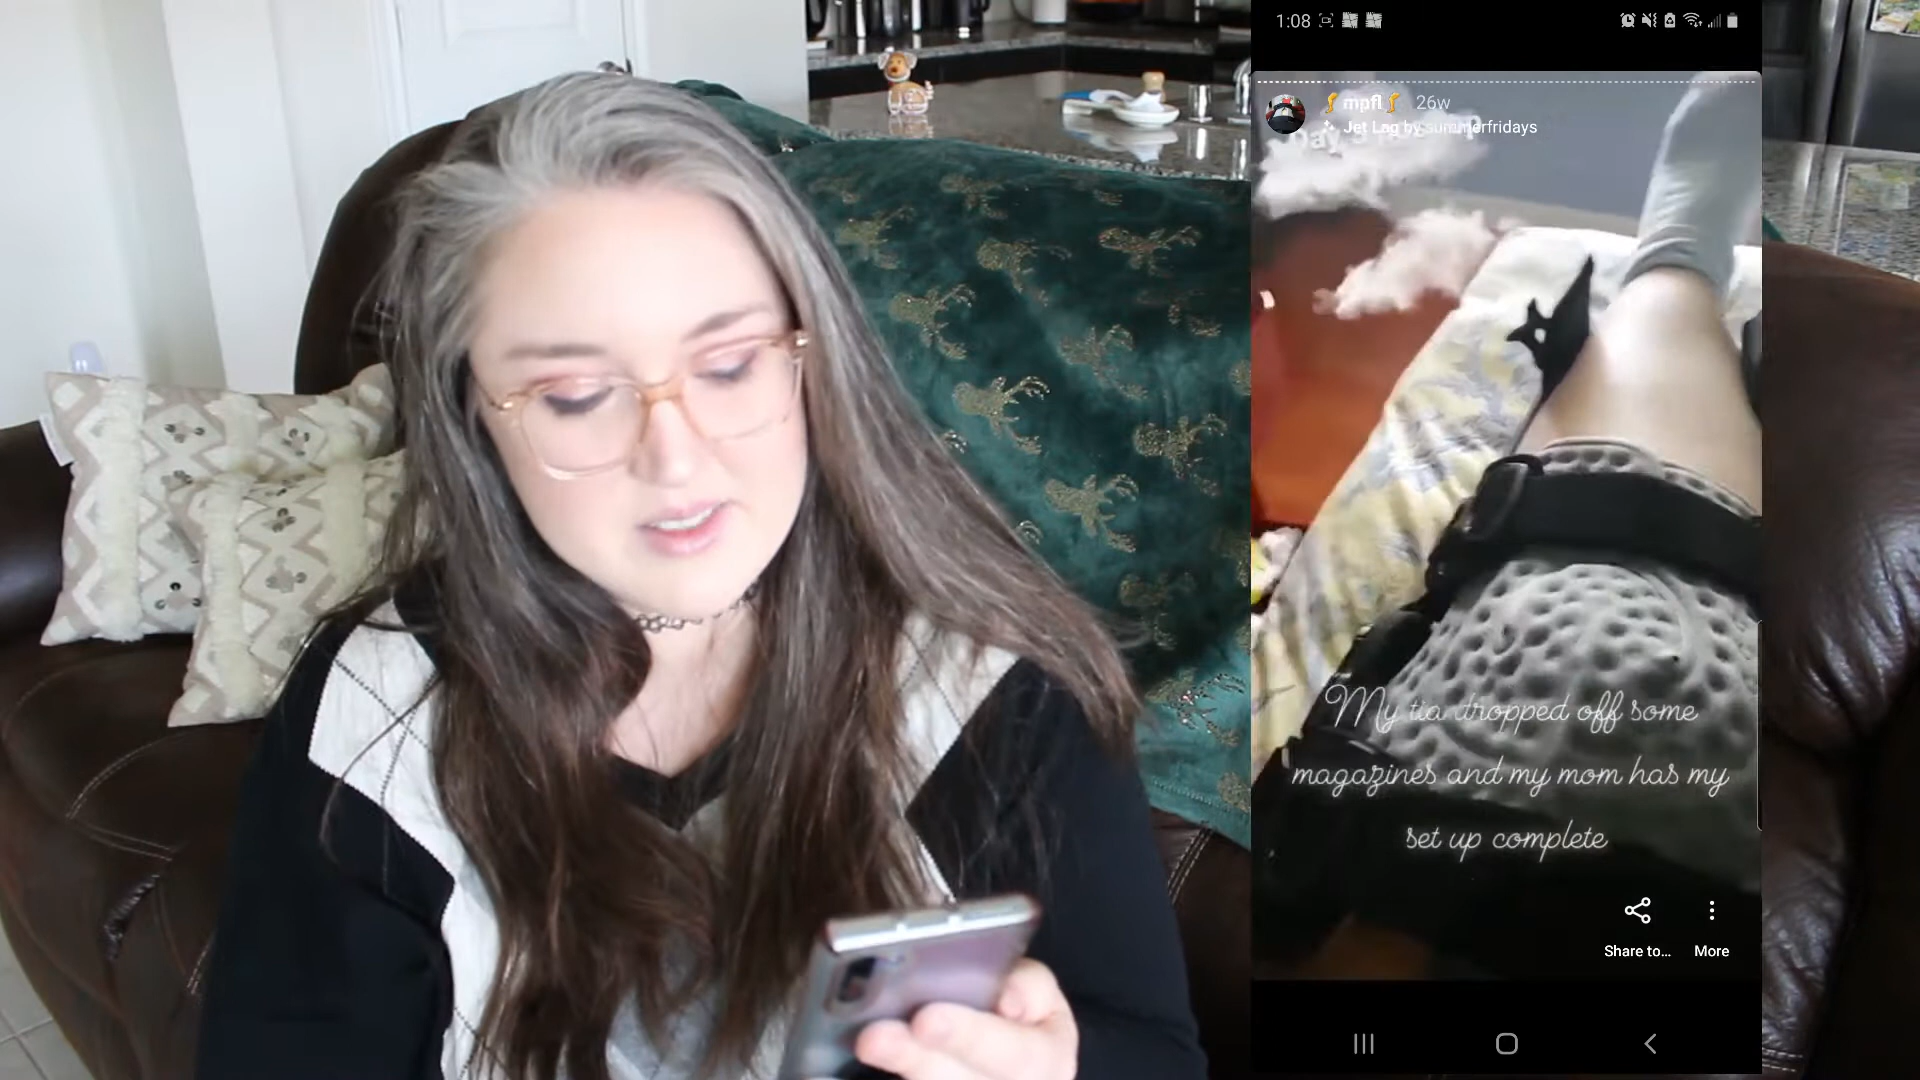 1:08
mpfl 26w
Jet Lag by summerfridays
My tia dropped off some
magazines and my mom has my
set up complete
Share to...
More